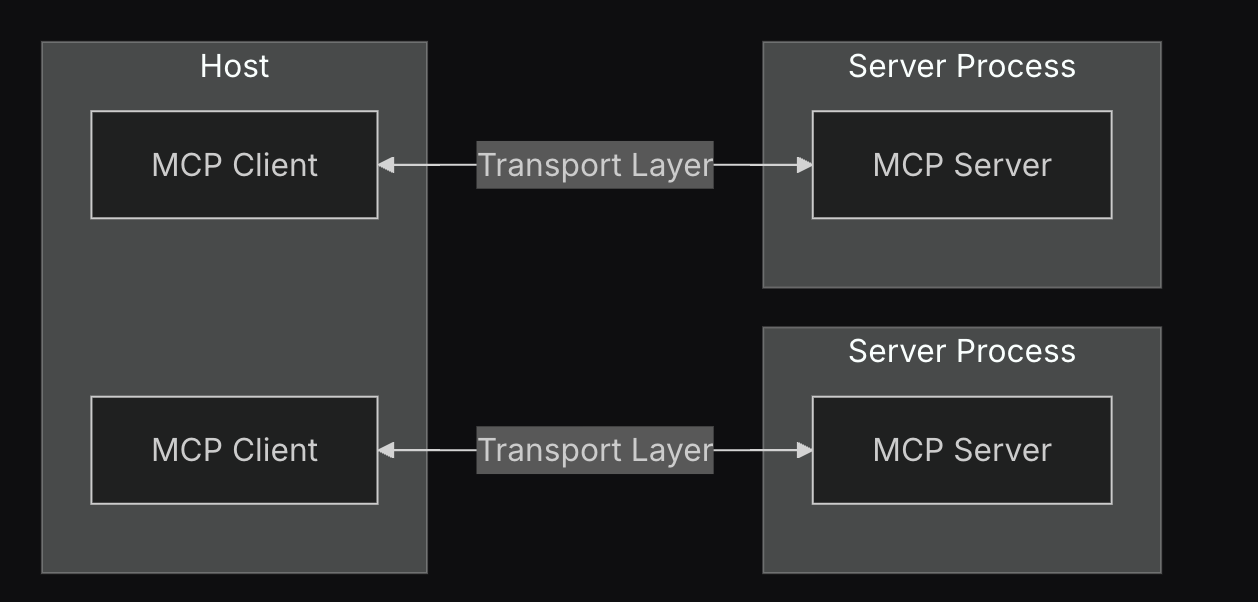 Host
MCP Client
Transport Layer
Server Process
MCP Server
MCP Client
Transport Layer
Server Process
MCP Server